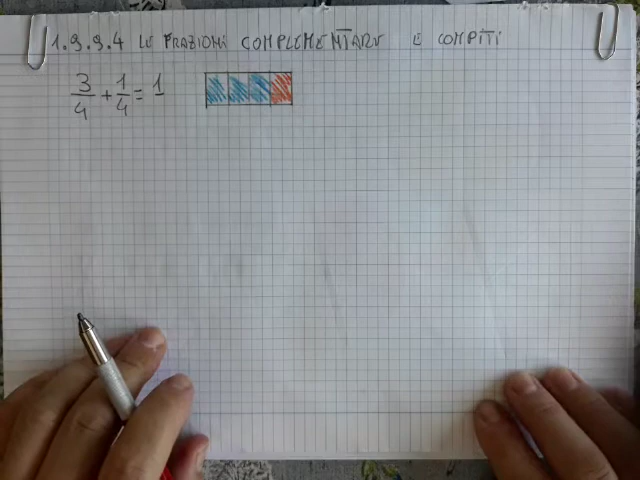 1.9.9.4 LE FRAZIONI COMPLEMENTARI E COMPITI
3/4 + 1/4 = 1